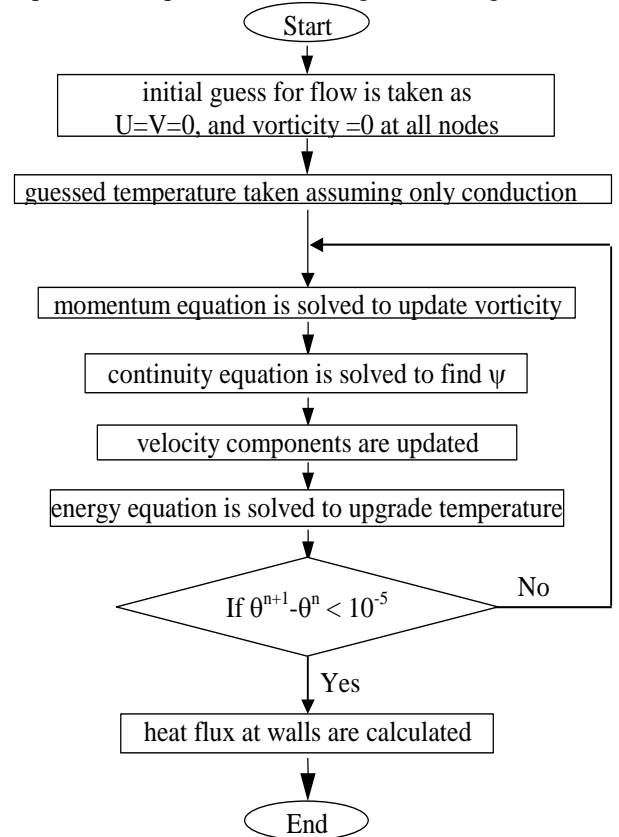 Start
initial guess for flow is taken as
U=V=0, and vorticity =0 at all nodes
guessed temperature taken assuming only conduction
momentum equation is solved to update vorticity
continuity equation is solved to find ψ
velocity components are updated
energy equation is solved to upgrade temperature
If θⁿ⁺¹-θⁿ < 10⁻⁵
No
Yes
heat flux at walls are calculated
End